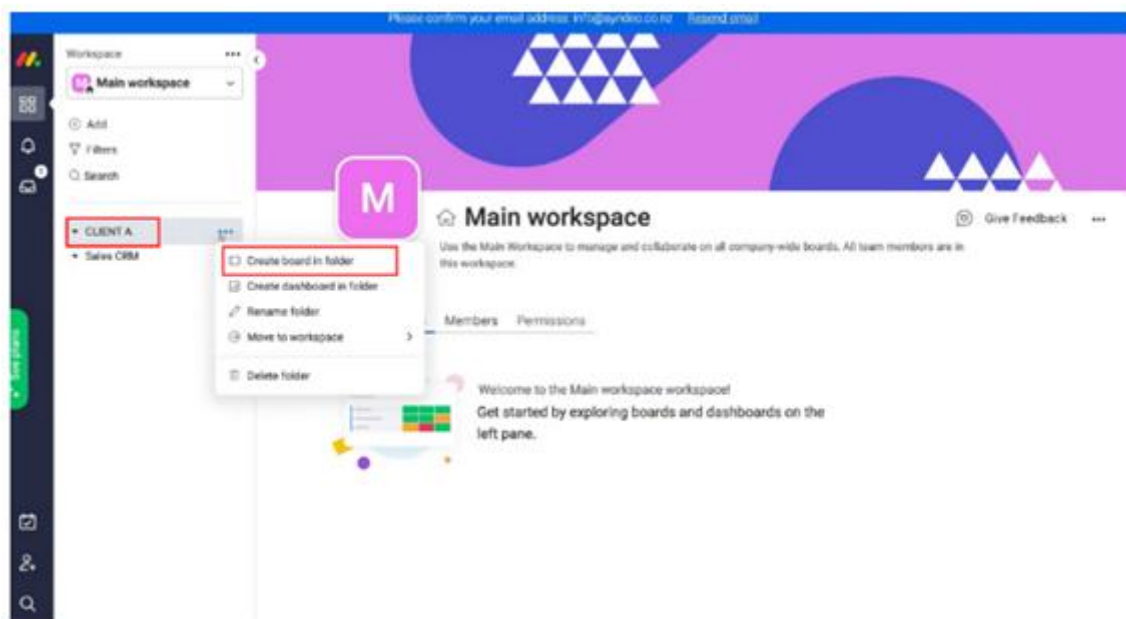 Please confirm your email address: info@syndeo.co.nz Resend email
Workspace
M Main workspace
Add
Filters
Search
CLIENT A
Sales CRM
Create board in folder
Create dashboard in folder
Rename folder
Move to workspace
Delete folder
M
Main workspace
Give Feedback
Use the Main Workspace to manage and collaborate on all company-wide boards. All team members are in
this workspace.
Members Permissions
Welcome to the Main workspace workspace!
Get started by exploring boards and dashboards on the
left pane.
See plans